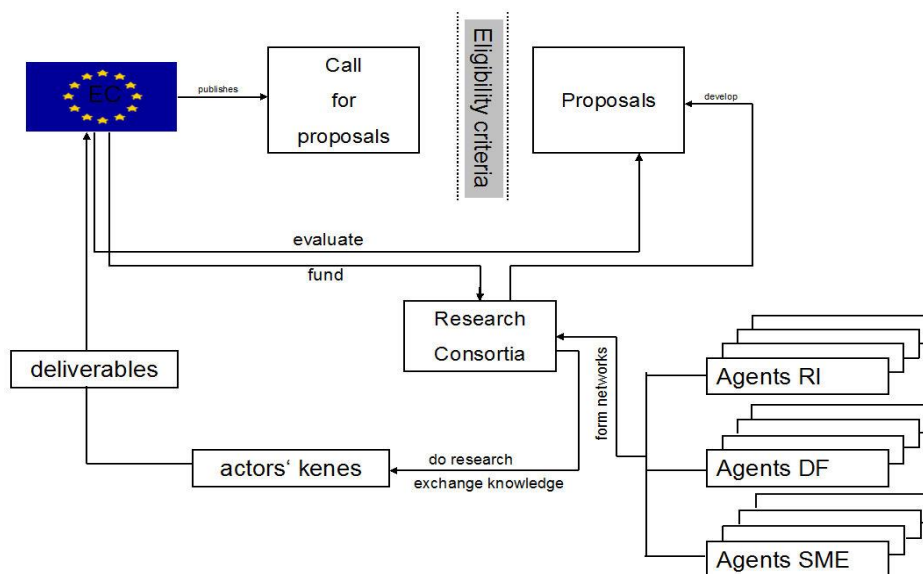 EC
publishes
Call
for
proposals
Eligibility criteria
Proposals
develop
evaluate
fund
Research
Consortia
form networks
deliverables
actors‘ kenes
do research
exchange knowledge
Agents RI
Agents DF
Agents SME